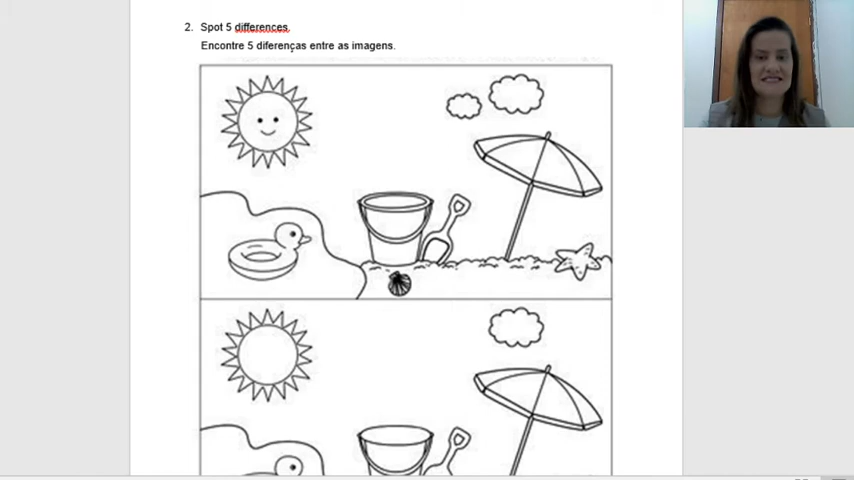 2. Spot 5 differences.
Encontre 5 diferenças entre as imagens.